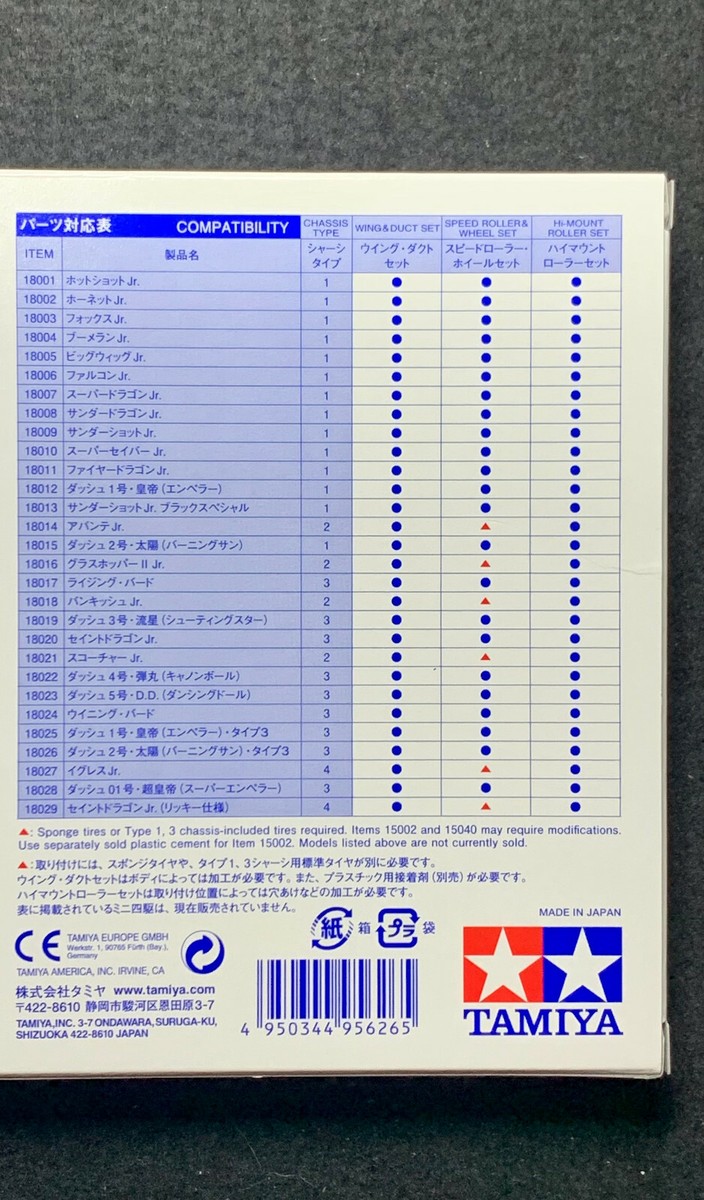 パーツ対応表 COMPATIBILITY CHASSIS TYPE WING & DUCT SET SPEED ROLLER & WHEEL SET Hi-MOUNT ROLLER SET
ITEM 製品名 シャーシタイプ ウイング・ダクトセット スピードローラー・ホイールセット ハイマウントローラーセット
18001 ホットショットJr. 1 ● ● ●
18002 ホーネットJr. 1 ● ● ●
18003 フォックスJr. 1 ● ● ●
18004 ブーメランJr. 1 ● ● ●
18005 ビッグウィッグJr. 1 ● ● ●
18006 ファルコンJr. 1 ● ● ●
18007 スーパードラゴンJr. 1 ● ● ●
18008 サンダードラゴンJr. 1 ● ● ●
18009 サンダーショットJr. 1 ● ● ●
18010 スーパーセイバー Jr. 1 ● ● ●
18011 ファイヤードラゴンJr. 1 ● ● ●
18012 ダッシュ1号・皇帝（エンペラー） 1 ● ● ●
18013 サンダーショットJr. ブラックスペシャル 1 ● ● ●
18014 アバンテJr. 2 ● ▲ ●
18015 ダッシュ2号・太陽（バーニングサン） 1 ● ● ●
18016 グラスホッパーII Jr. 2 ● ▲ ●
18017 ライジング・バード 3 ● ● ●
18018 バンキッシュJr. 2 ● ▲ ●
18019 ダッシュ3号・流星（シューティングスター） 3 ● ● ●
18020 セイントドラゴンJr. 3 ● ● ●
18021 スコーチャー Jr. 2 ● ▲ ●
18022 ダッシュ4号・弾丸（キャノンボール） 3 ● ● ●
18023 ダッシュ5号・D.D.（ダンシングドール） 3 ● ● ●
18024 ウイニング・バード 3 ● ● ●
18025 ダッシュ1号・皇帝（エンペラー）・タイプ3 3 ● ● ●
18026 ダッシュ2号・太陽（バーニングサン）・タイプ3 3 ● ● ●
18027 イグレスJr. 4 ● ▲ ●
18028 ダッシュ01号・超皇帝（スーパーエンペラー） 3 ● ● ●
18029 セイントドラゴンJr.（リッキー仕様） 4 ● ▲ ●
▲: Sponge tires or Type 1, 3 chassis-included tires required. Items 15002 and 15040 may require modifications.
Use separately sold plastic cement for Item 15002. Models listed above are not currently sold.
▲:取り付けには、スポンジタイヤや、タイプ1、3シャーシ用標準タイヤが別に必要です。
ウイング・ダクトセットはボディによっては加工が必要です。また、プラスチック用接着剤（別売）が必要です。
ハイマウントローラーセットは取り付け位置によっては穴あけなどの加工が必要です。
表に掲載されているミニ四駆は、現在販売されていません。
紙 箱 プラ 袋
MADE IN JAPAN
CE TAMIYA EUROPE GMBH
Werkstr. 1, 90765 Fürth (Bay.),
Germany
TAMIYA AMERICA, INC. IRVINE, CA
株式会社タミヤ www.tamiya.com
〒422-8610 静岡市駿河区恩田原3-7
TAMIYA,INC. 3-7 ONDAWARA, SURUGA-KU,
SHIZUOKA 422-8610 JAPAN
4 950344 956265
TAMIYA